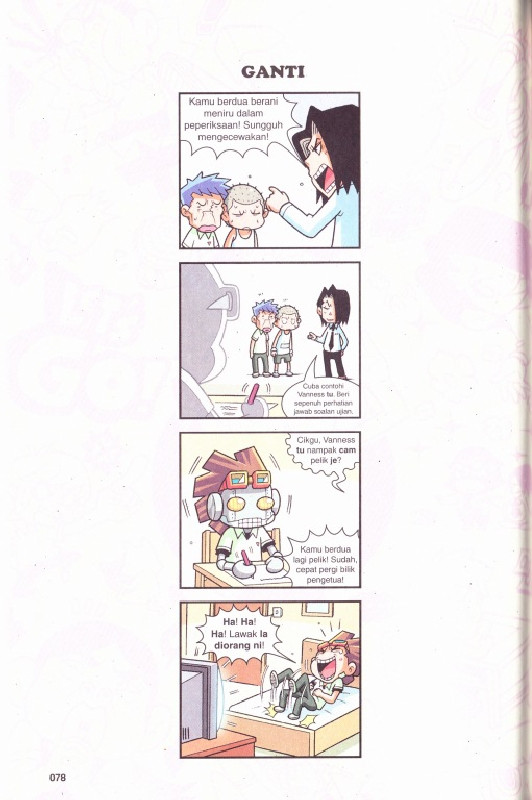 GANTI
Kamu berdua berani
meniru dalam
peperiksaan! Sungguh
mengecewakan!
Cuba contohi
'Vanness tu. Beri
sepenuh perhatian
jawab soalan ujian.
Cikgu, Vanness
tu nampak cam
pelik je?
Kamu berdua
lagi pelik! Sudah,
cepat pergi bilik
pengetua!
Ha! Ha!
Ha! Lawak la
diorang ni!
078